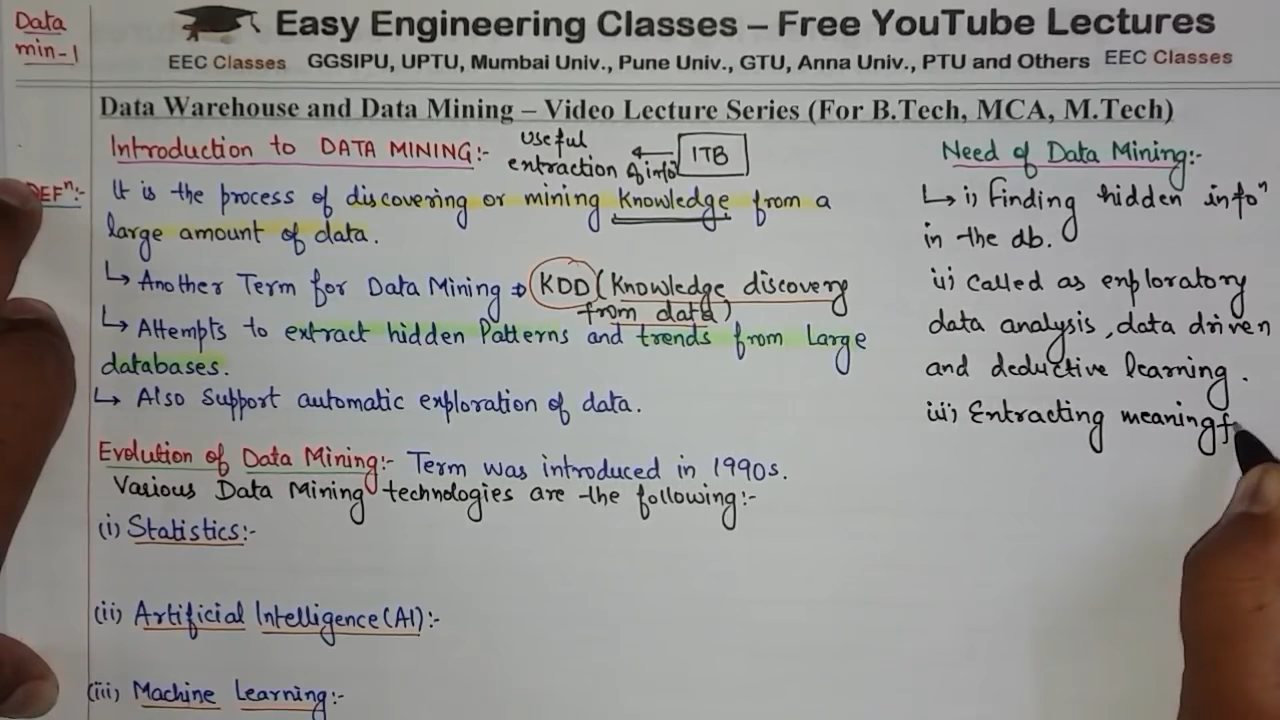 Data
min-1
Easy Engineering Classes – Free YouTube Lectures
EEC Classes GGSIPU, UPTU, Mumbai Univ., Pune Univ., GTU, Anna Univ., PTU and Others EEC Classes
Data Warehouse and Data Mining – Video Lecture Series (For B.Tech, MCA, M.Tech)
Introduction to DATA MINING:-
useful
extraction of info
1TB
DEFⁿ:-
It is the process of discovering or mining knowledge from a
large amount of data.
↳ Another Term for Data Mining ⇒ KDD (Knowledge discovery
from data)
↳ Attempts to extract hidden Patterns and trends from Large
databases.
↳ Also Support automatic exploration of data.
Evolution of Data Mining:- Term was introduced in 1990s.
Various Data Mining technologies are the following:-
(i) Statistics:-
(ii) Artificial Intelligence (AI):-
(iii) Machine Learning:-
Need of Data Mining:-
↳ i) Finding hidden infoⁿ
in the db.
ii) Called as exploratory
data analysis, data driven
and deductive learning.
iii) Extracting meaningf